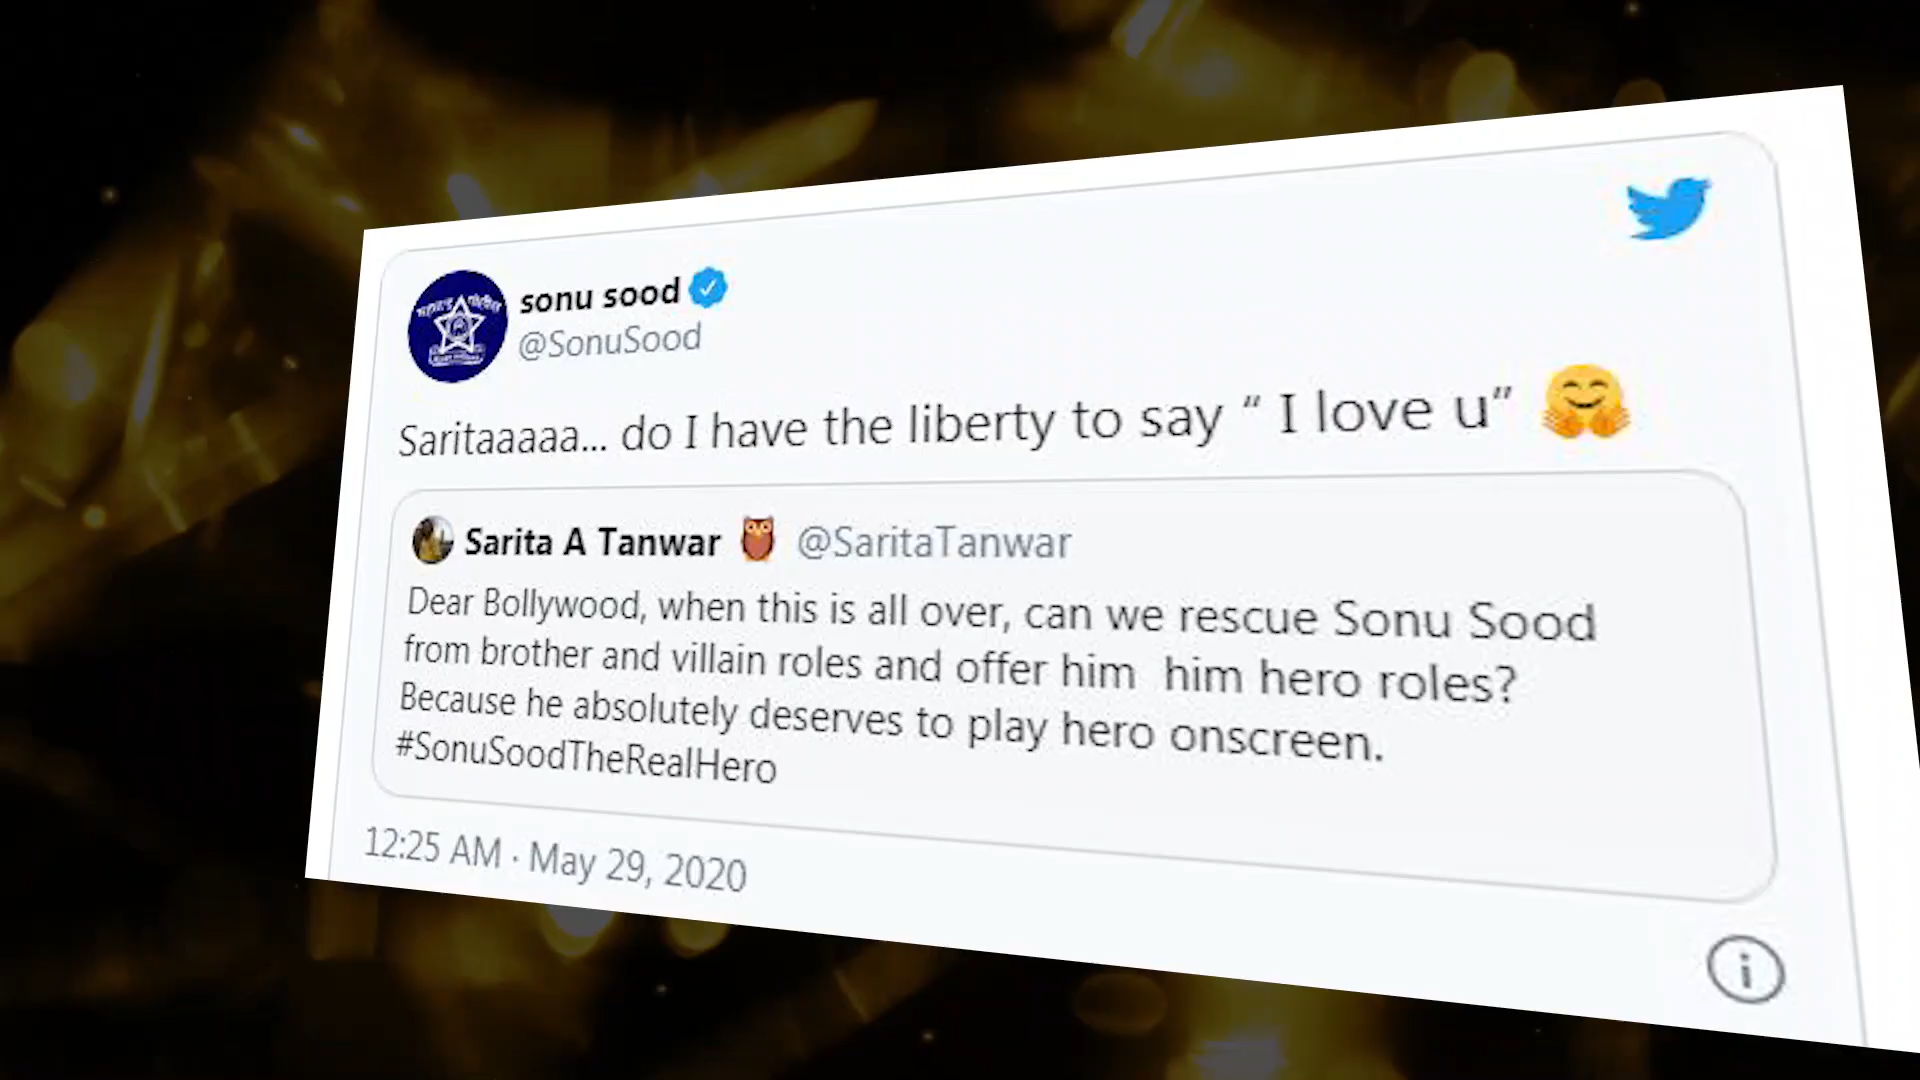 sonu sood
@SonuSood
Saritaaaaa... do I have the liberty to say “ I love u” 🤗
Sarita A Tanwar 🦉 @SaritaTanwar
Dear Bollywood, when this is all over, can we rescue Sonu Sood
from brother and villain roles and offer him him hero roles?
Because he absolutely deserves to play hero onscreen.
#SonuSoodTheRealHero
12:25 AM · May 29, 2020